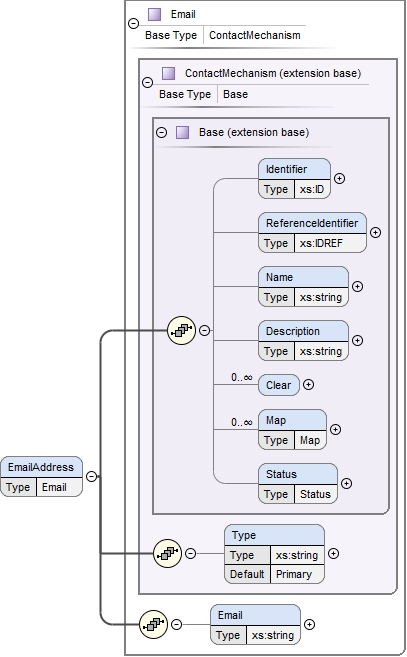 Email
Base Type ContactMechanism
ContactMechanism (extension base)
Base Type Base
Base (extension base)
Identifier
Type xs:ID
ReferenceIdentifier
Type xs:IDREF
Name
Type xs:string
Description
Type xs:string
0..∞ Clear
0..∞ Map
Type Map
Status
Type Status
EmailAddress
Type Email
Type
Type xs:string
Default Primary
Email
Type xs:string